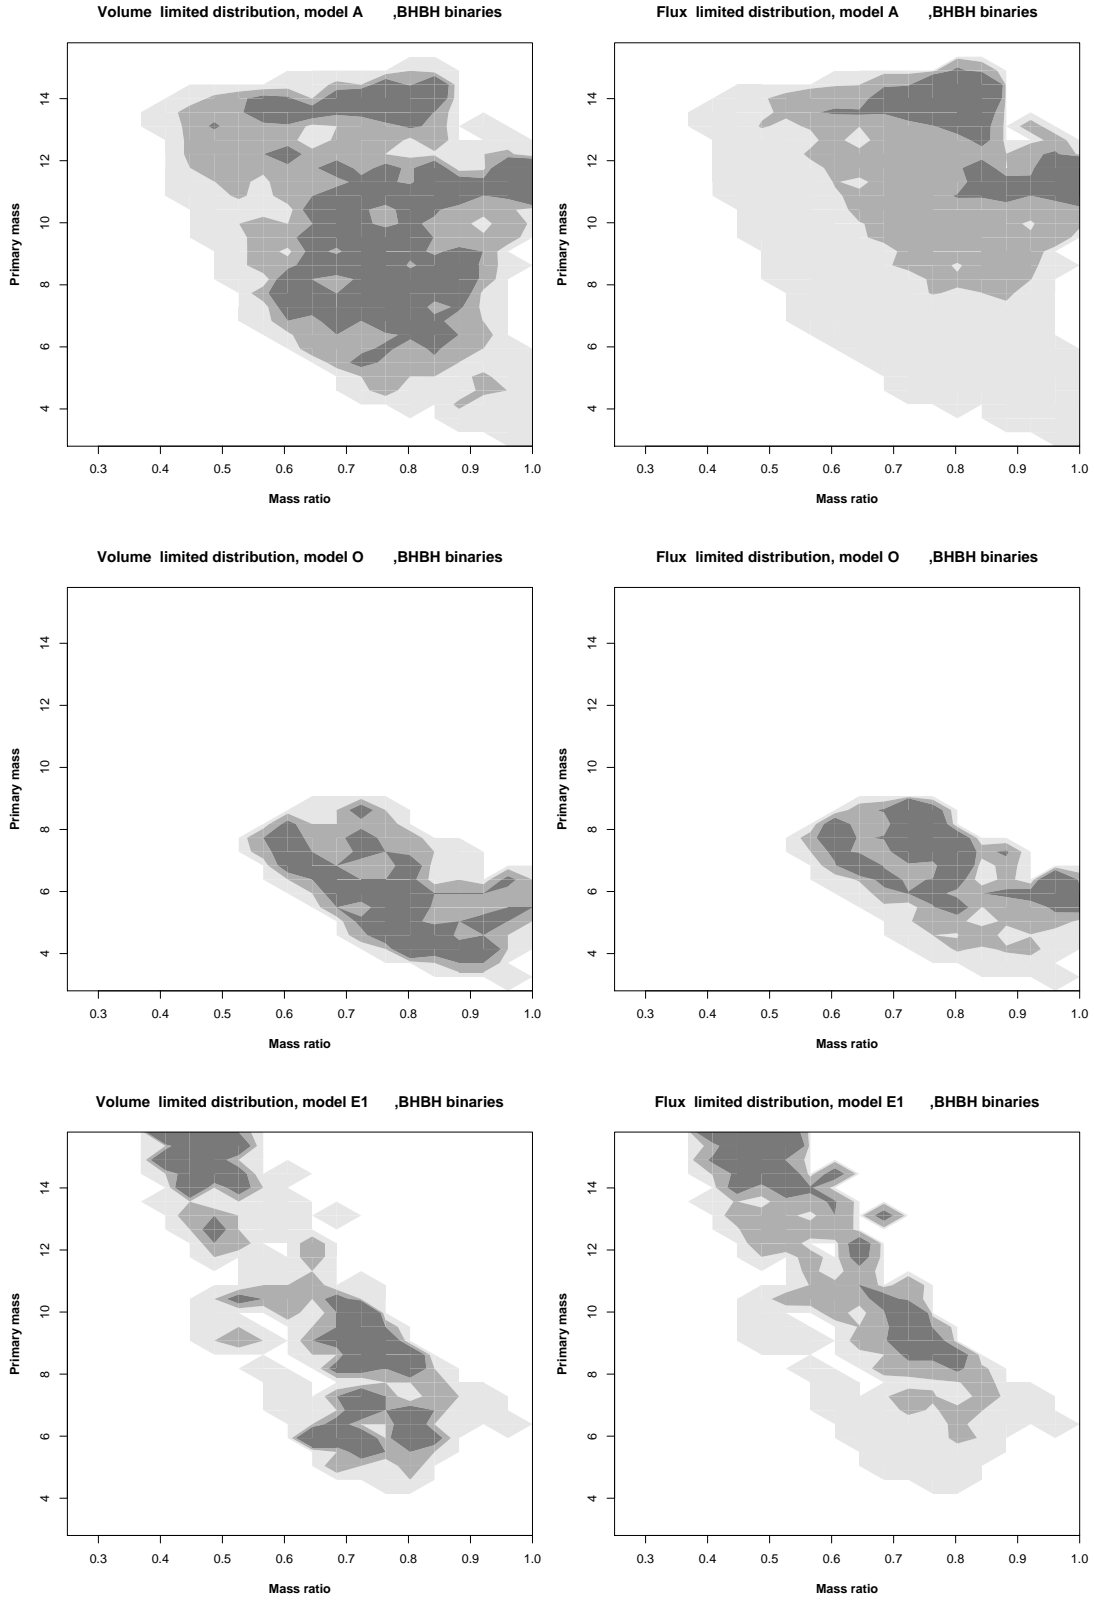 Volume  limited distribution, model A       ,BHBH binaries
Primary mass
14
12
10
8
6
4
0.3 0.4 0.5 0.6 0.7 0.8 0.9 1.0
Mass ratio
Flux  limited distribution, model A       ,BHBH binaries
Primary mass
14
12
10
8
6
4
0.3 0.4 0.5 0.6 0.7 0.8 0.9 1.0
Mass ratio
Volume  limited distribution, model O       ,BHBH binaries
Primary mass
14
12
10
8
6
4
0.3 0.4 0.5 0.6 0.7 0.8 0.9 1.0
Mass ratio
Flux  limited distribution, model O       ,BHBH binaries
Primary mass
14
12
10
8
6
4
0.3 0.4 0.5 0.6 0.7 0.8 0.9 1.0
Mass ratio
Volume  limited distribution, model E1      ,BHBH binaries
Primary mass
14
12
10
8
6
4
0.3 0.4 0.5 0.6 0.7 0.8 0.9 1.0
Mass ratio
Flux  limited distribution, model E1      ,BHBH binaries
Primary mass
14
12
10
8
6
4
0.3 0.4 0.5 0.6 0.7 0.8 0.9 1.0
Mass ratio